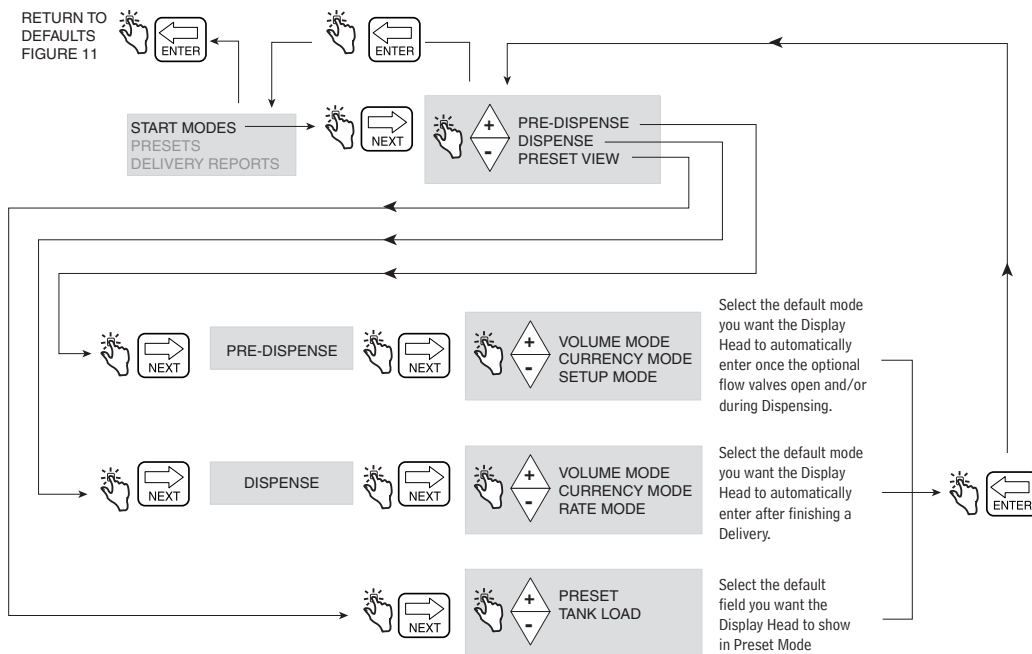 RETURN TO
DEFAULTS
FIGURE 11
ENTER
ENTER
START MODES
PRESETS
DELIVERY REPORTS
NEXT
+
-
PRE-DISPENSE
DISPENSE
PRESET VIEW
NEXT
PRE-DISPENSE
NEXT
+
-
VOLUME MODE
CURRENCY MODE
SETUP MODE
Select the default mode
you want the Display
Head to automatically
enter once the optional
flow valves open and/or
during Dispensing.
NEXT
DISPENSE
NEXT
+
-
VOLUME MODE
CURRENCY MODE
RATE MODE
Select the default mode
you want the Display
Head to automatically
enter after finishing a
Delivery.
ENTER
NEXT
+
-
PRESET
TANK LOAD
Select the default
field you want the
Display Head to show
in Preset Mode